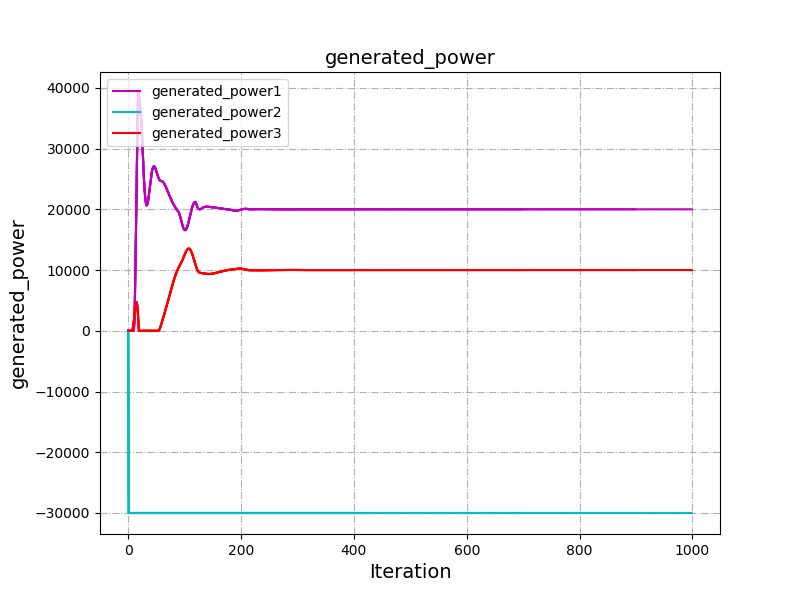 generated_power
generated_power1
generated_power2
generated_power3
generated_power
40000
30000
20000
10000
0
−10000
−20000
−30000
0 200 400 600 800 1000
Iteration